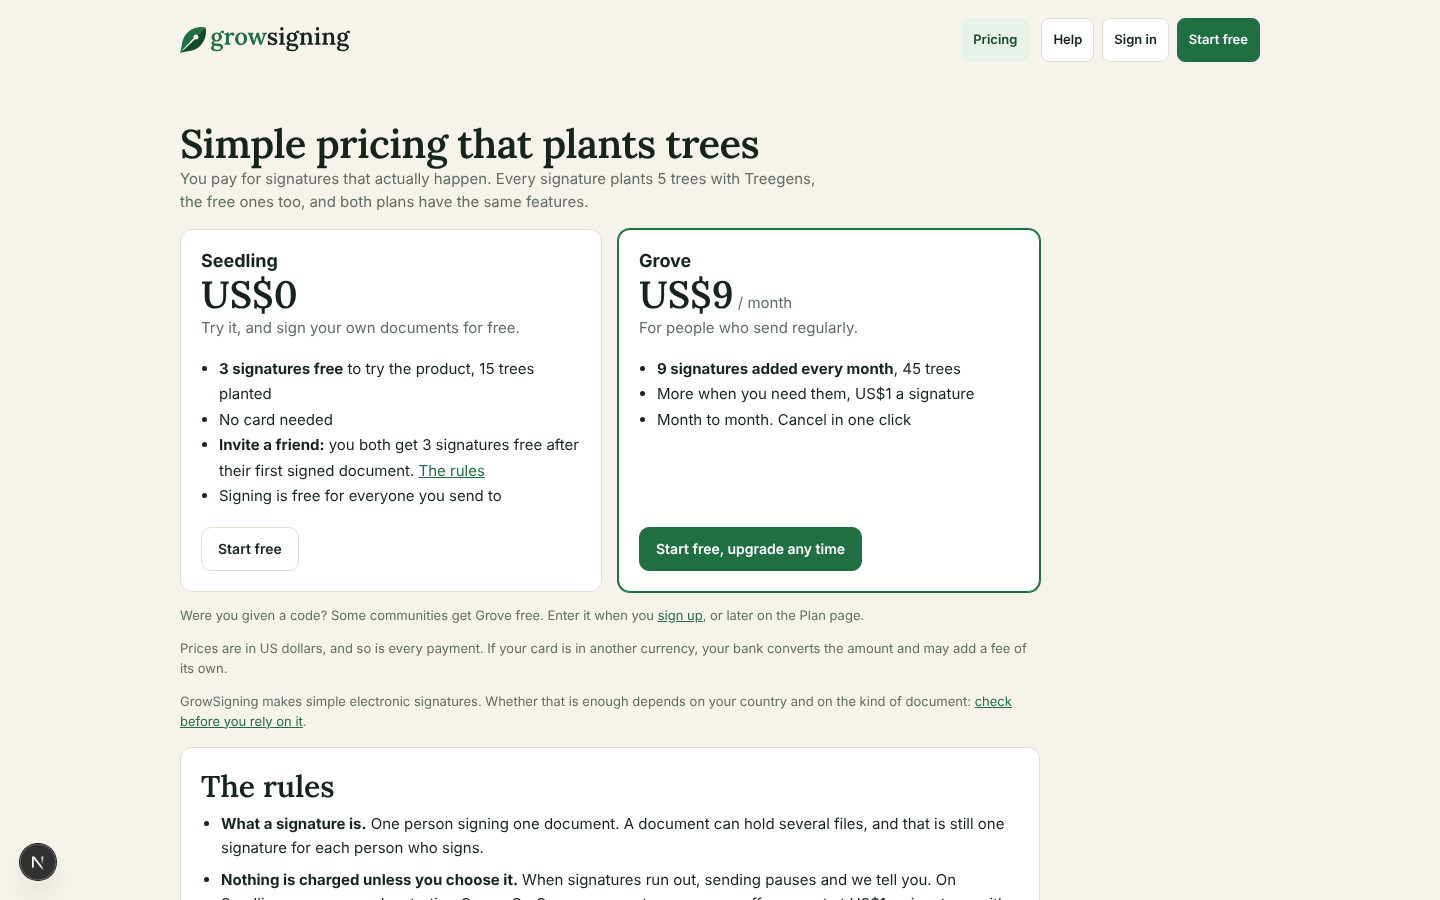 growsigning
Pricing
Help
Sign in
Start free
Simple pricing that plants trees
You pay for signatures that actually happen. Every signature plants 5 trees with Treegens,
the free ones too, and both plans have the same features.
Seedling
US$0
Try it, and sign your own documents for free.
• 3 signatures free to try the product, 15 trees
planted
• No card needed
• Invite a friend: you both get 3 signatures free after
their first signed document. The rules
• Signing is free for everyone you send to
Start free
Grove
US$9 / month
For people who send regularly.
• 9 signatures added every month, 45 trees
• More when you need them, US$1 a signature
• Month to month. Cancel in one click
Start free, upgrade any time
Were you given a code? Some communities get Grove free. Enter it when you sign up, or later on the Plan page.
Prices are in US dollars, and so is every payment. If your card is in another currency, your bank converts the amount and may add a fee of
its own.
GrowSigning makes simple electronic signatures. Whether that is enough depends on your country and on the kind of document: check
before you rely on it.
The rules
• What a signature is. One person signing one document. A document can hold several files, and that is still one
signature for each person who signs.
• Nothing is charged unless you choose it. When signatures run out, sending pauses and we tell you. On
N